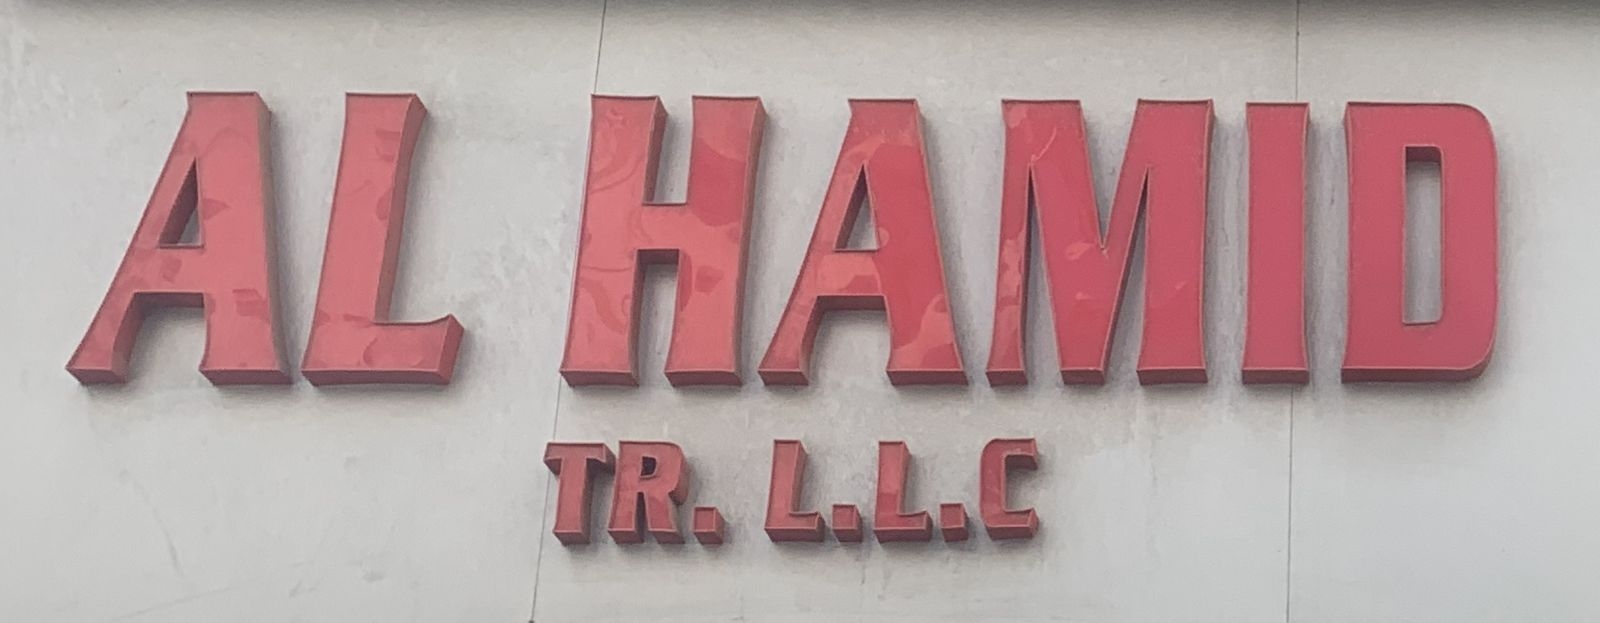 AL HAMID
TR. L.L.C